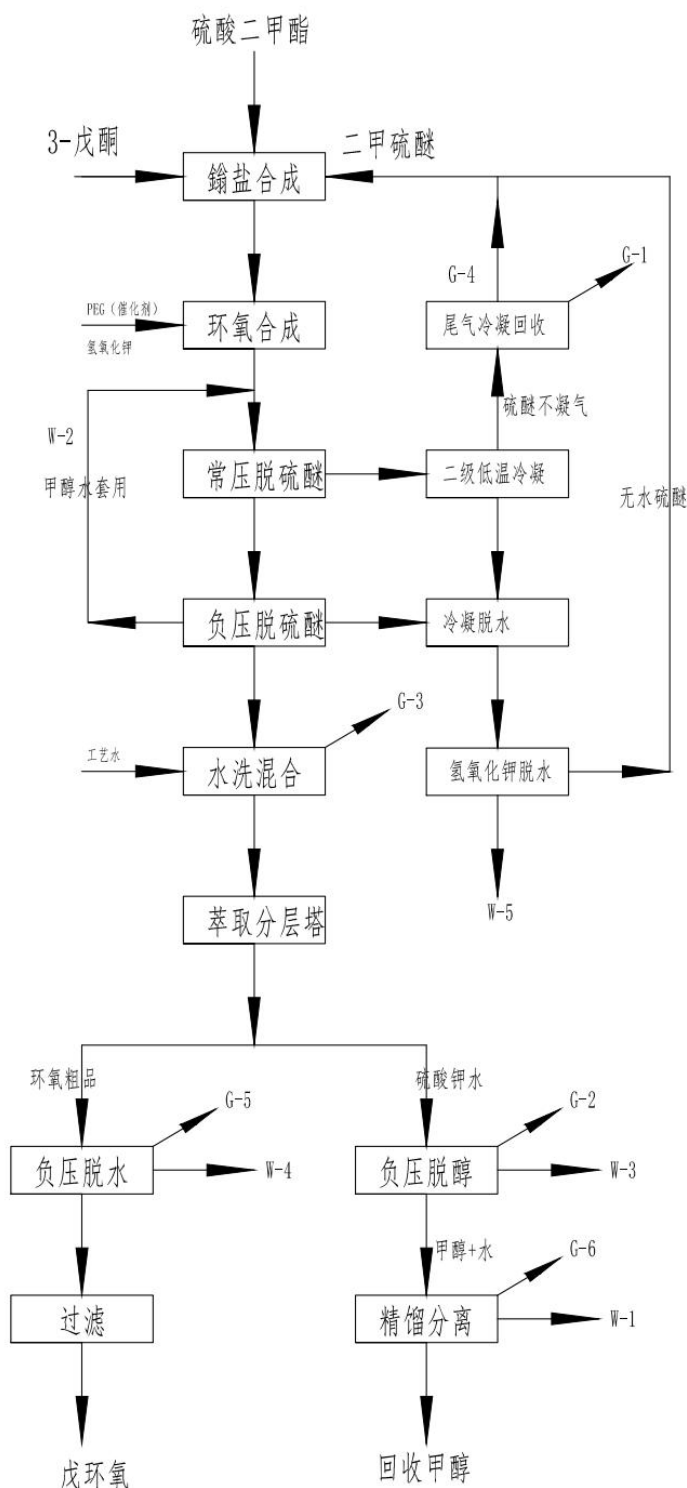 硫酸二甲酯
3-戊酮
二甲硫醚
鎓盐合成
G-4
G-1
PEG（催化剂）
氢氧化钾
环氧合成
尾气冷凝回收
W-2
甲醇水套用
硫醚不凝气
常压脱硫醚
二级低温冷凝
无水硫醚
负压脱硫醚
冷凝脱水
G-3
工艺水
水洗混合
氢氧化钾脱水
W-5
萃取分层塔
环氧粗品
硫酸钾水
G-5
G-2
负压脱水
W-4
负压脱醇
W-3
甲醇+水
G-6
过滤
精馏分离
W-1
戊环氧
回收甲醇